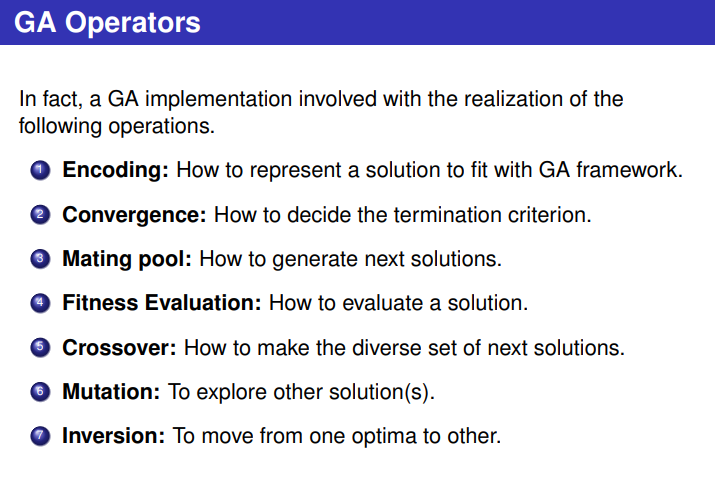 GA Operators
In fact, a GA implementation involved with the realization of the
following operations.
1 Encoding: How to represent a solution to fit with GA framework.
2 Convergence: How to decide the termination criterion.
3 Mating pool: How to generate next solutions.
4 Fitness Evaluation: How to evaluate a solution.
5 Crossover: How to make the diverse set of next solutions.
6 Mutation: To explore other solution(s).
7 Inversion: To move from one optima to other.